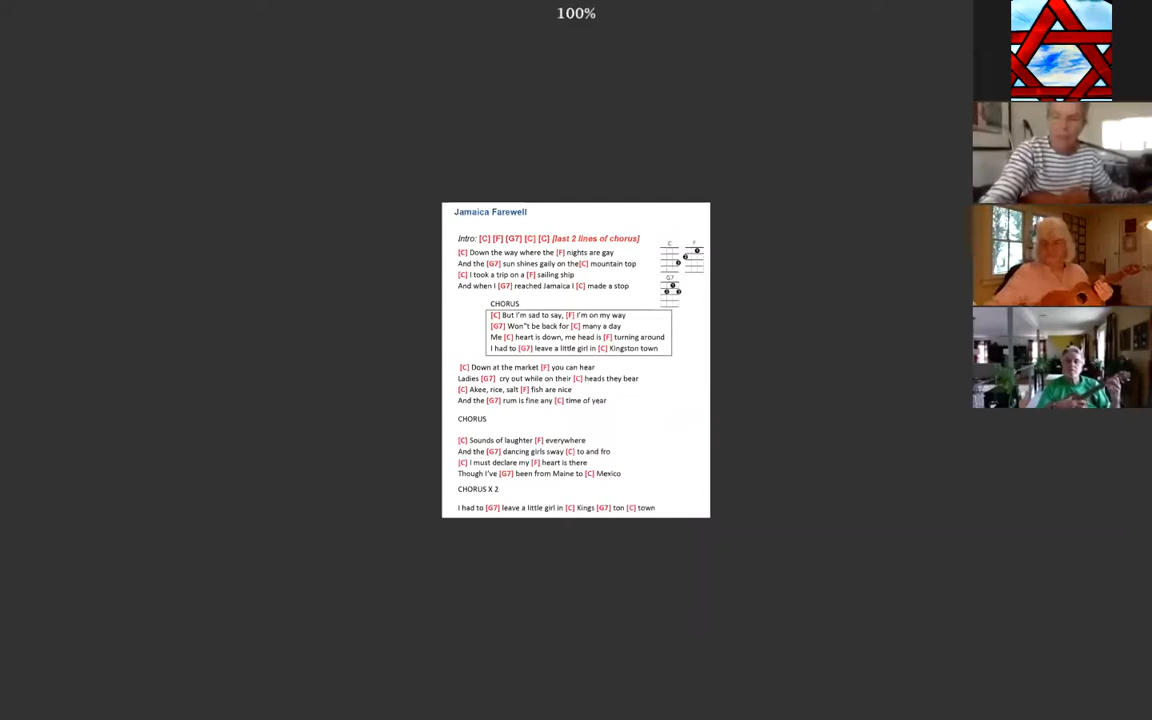 100%
Jamaica Farewell
Intro: [C] [F] [G7] [C] [C] [last 2 lines of chorus]
[C] Down the way where the [F] nights are gay
And the [G7] sun shines gaily on the[C] mountain top
[C] I took a trip on a [F] sailing ship
And when I [G7] reached Jamaica I [C] made a stop
C F
G7
CHORUS
[C] But I'm sad to say, [F] I'm on my way
[G7] Won"t be back for [C] many a day
Me [C] heart is down, me head is [F] turning around
I had to [G7] leave a little girl in [C] Kingston town
[C] Down at the market [F] you can hear
Ladies [G7] cry out while on their [C] heads they bear
[C] Akee, rice, salt [F] fish are nice
And the [G7] rum is fine any [C] time of year
CHORUS
[C] Sounds of laughter [F] everywhere
And the [G7] dancing girls sway [C] to and fro
[C] I must declare my [F] heart is there
Though I've [G7] been from Maine to [C] Mexico
CHORUS X 2
I had to [G7] leave a little girl in [C] Kings [G7] ton [C] town